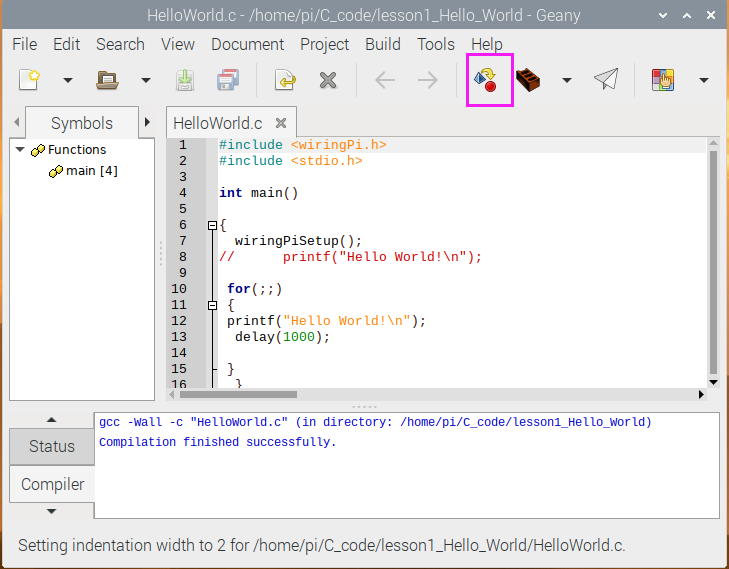 HelloWorld.c - /home/pi/C_code/lesson1_Hello_World - Geany
File Edit Search View Document Project Build Tools Help
Symbols
HelloWorld.c
Functions
main [4]
1 #include <wiringPi.h>
2 #include <stdio.h>
3
4 int main()
5
6 {
7 wiringPiSetup();
8 // printf("Hello World!\n");
9
10 for(;;)
11 {
12 printf("Hello World!\n");
13 delay(1000);
14
15 }
16 }
Status
Compiler
gcc -Wall -c "HelloWorld.c" (in directory: /home/pi/C_code/lesson1_Hello_World)
Compilation finished successfully.
Setting indentation width to 2 for /home/pi/C_code/lesson1_Hello_World/HelloWorld.c.